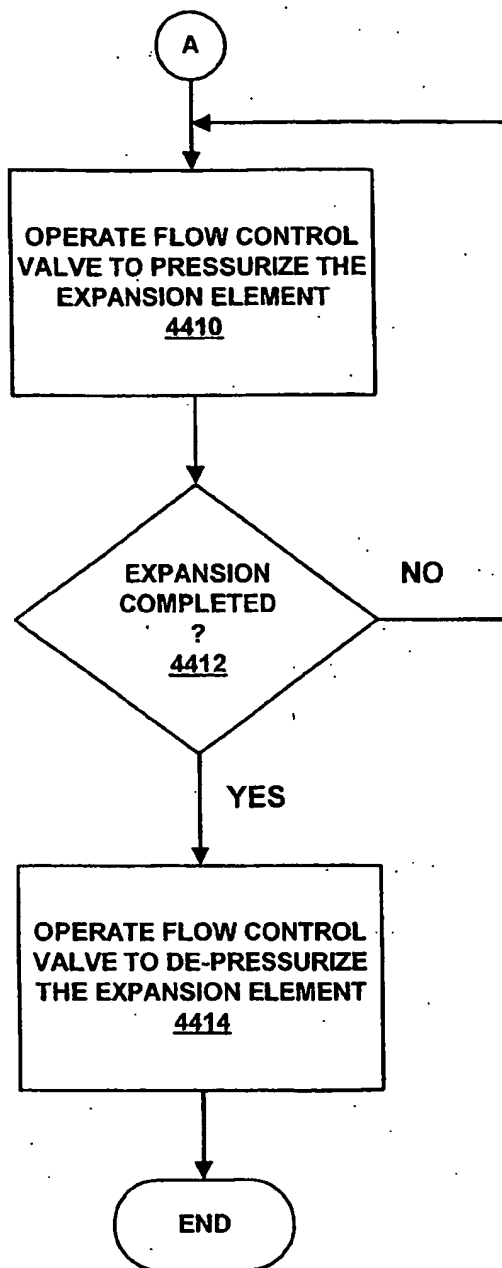 A
OPERATE FLOW CONTROL
VALVE TO PRESSURIZE THE
EXPANSION ELEMENT
4410
EXPANSION
COMPLETED
?
4412
NO
YES
OPERATE FLOW CONTROL
VALVE TO DE-PRESSURIZE
THE EXPANSION ELEMENT
4414
END